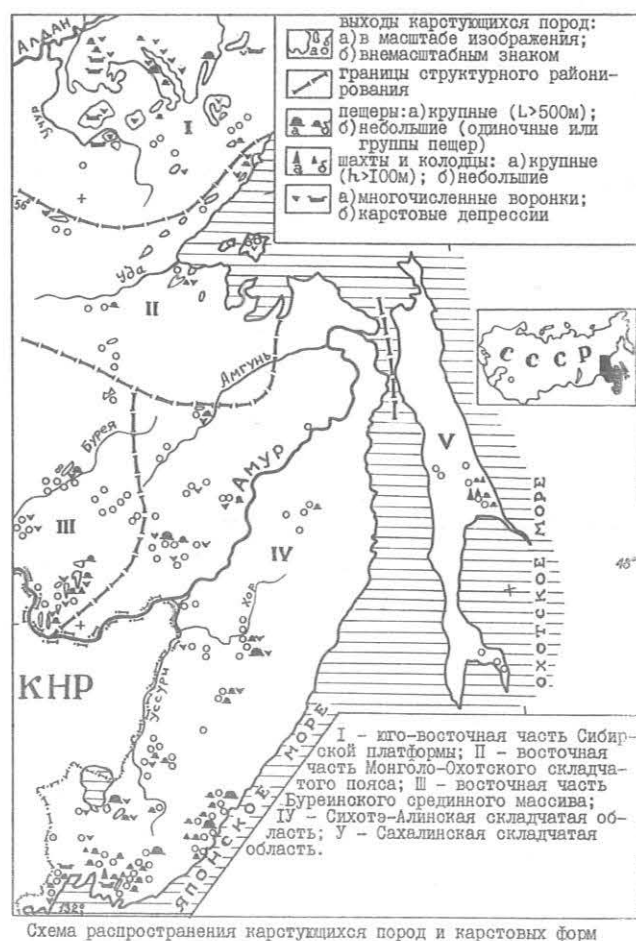 выходы карстующихся пород:
а)в масштабе изображения;
б)внемасштабным знаком
границы структурного райони-
рования
пещеры:а)крупные (L>500м);
б)небольшие (одиночные или
группы пещер)
шахты и колодцы: а)крупные
(h>100м); б)небольшие
а)многочисленные воронки;
б)карстовые депрессии
а б
а б
а б
АЛДАН
Учур
I
56°
Уда
II
СССР
Амгунь
Бурея
АМУР
V
III
IV
ОХОТСКОЕ МОРЕ
48°
Хор
КНР
Уссури
ЯПОНСКОЕ МОРЕ
132°
I - юго-восточная часть Сибир-
ской платформы; П - восточная
часть Монголо-Охотского складча-
того пояса; Ш - восточная часть
Буреинского срединного массива;
IУ - Сихотэ-Алинская складчатая об-
ласть; У - Сахалинская складчатая
область.
Схема распространения карстующихся пород и карстовых форм